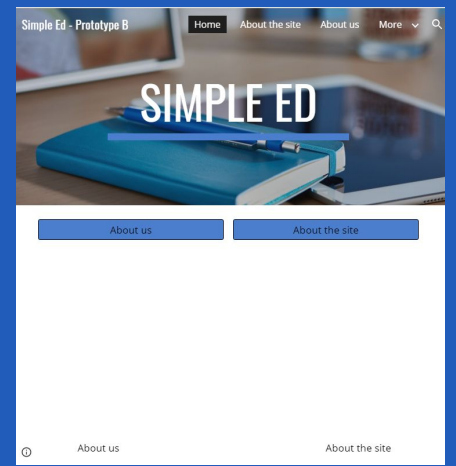 Simple Ed - Prototype B
Home About the site About us More
SIMPLE ED
About us About the site
About us About the site